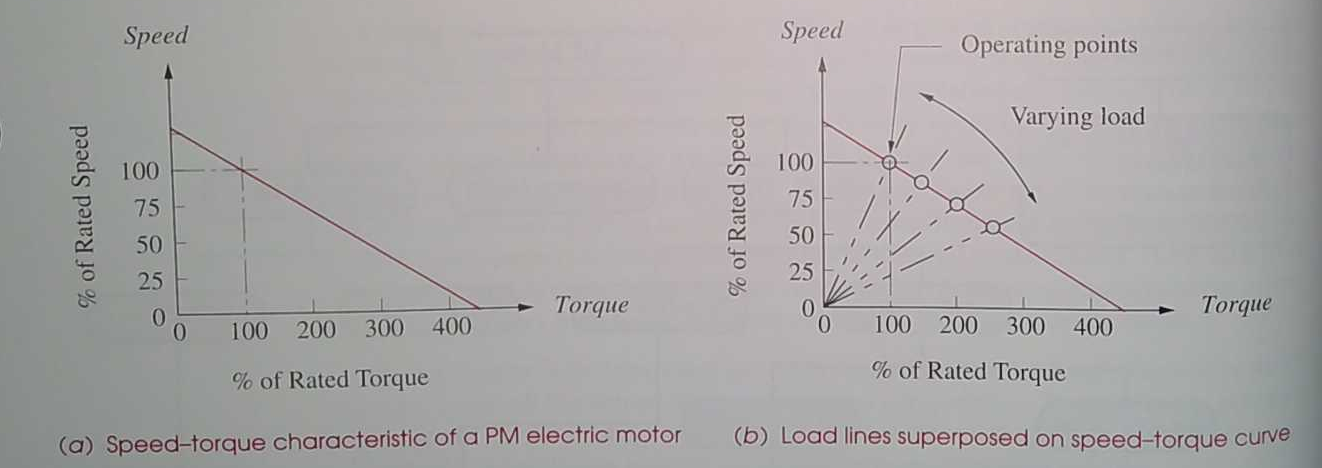 Speed
% of Rated Speed
100
75
50
25
0
0 100 200 300 400
Torque
% of Rated Torque
(a) Speed–torque characteristic of a PM electric motor
Speed
Operating points
Varying load
% of Rated Speed
100
75
50
25
0
0 100 200 300 400
Torque
% of Rated Torque
(b) Load lines superposed on speed–torque curve